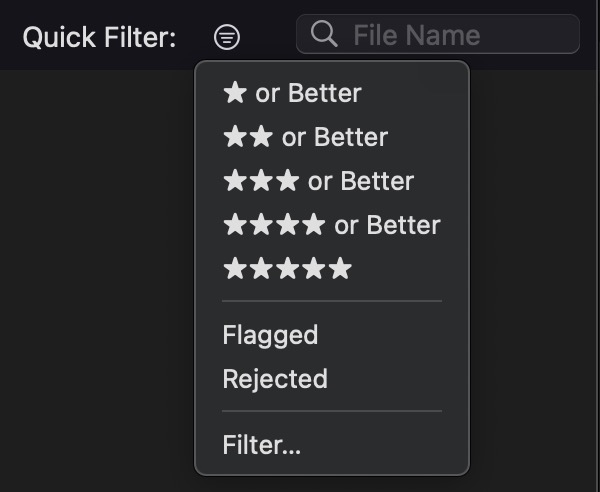 Quick Filter:
File Name
★ or Better
★★ or Better
★★★ or Better
★★★★ or Better
★★★★★
Flagged
Rejected
Filter...